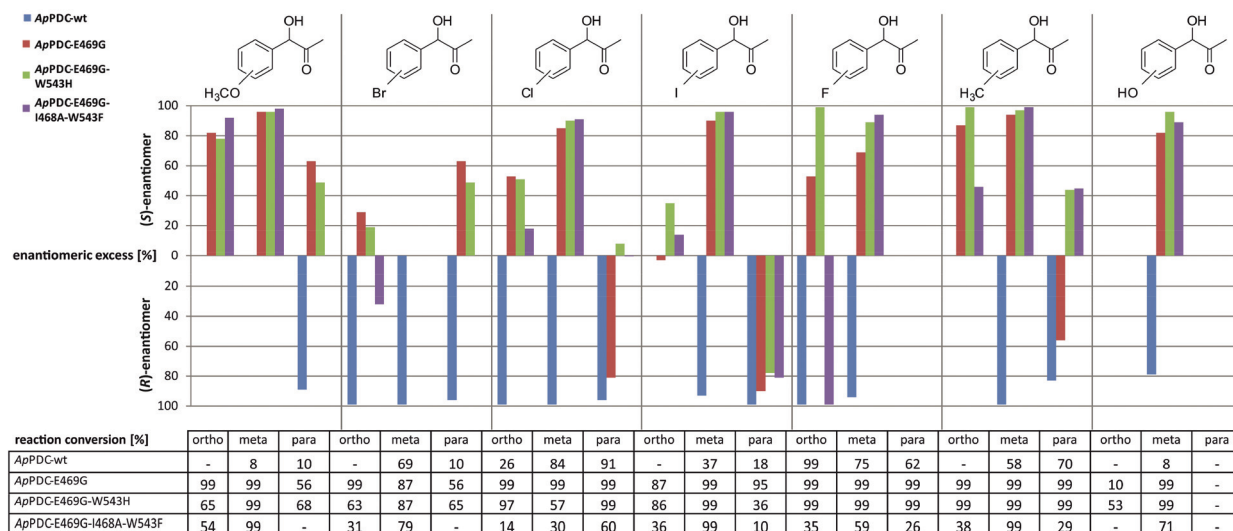 ApPDC-wt
ApPDC-E469G
ApPDC-E469G-
W543H
ApPDC-E469G-
I468A-W543F
OH OH OH OH OH OH OH
O O O O O O O
H₃CO Br Cl I F H₃C HO
100
80
60
40
20
0
20
40
60
80
100
(S)-enantiomer
enantiomeric excess [%]
(R)-enantiomer
reaction conversion [%] ortho meta para ortho meta para ortho meta para ortho meta para ortho meta para ortho meta para ortho meta para
ApPDC-wt - 8 10 - 69 10 26 84 91 - 37 18 99 75 62 - 58 70 - 8 -
ApPDC-E469G 99 99 56 99 87 56 99 99 99 87 99 95 99 99 99 99 99 99 10 99 -
ApPDC-E469G-W543H 65 99 68 63 87 65 97 57 99 86 99 36 99 99 99 99 99 99 53 99 -
ApPDC-E469G-I468A-W543F 54 99 - 31 79 - 14 30 60 36 99 10 35 59 26 38 99 29 - 71 -